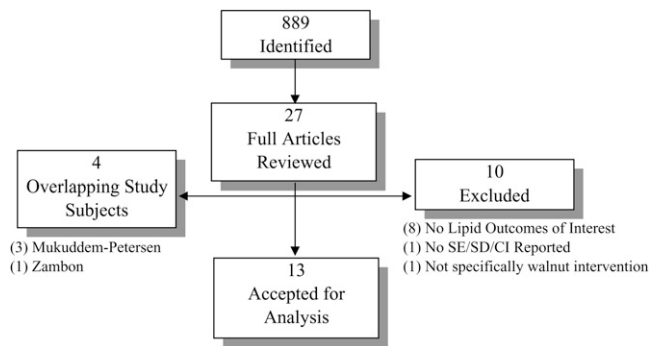 889
Identified
27
Full Articles
Reviewed
4
Overlapping Study
Subjects
(3) Mukuddem-Petersen
(1) Zambon
10
Excluded
(8) No Lipid Outcomes of Interest
(1) No SE/SD/CI Reported
(1) Not specifically walnut intervention
13
Accepted for
Analysis